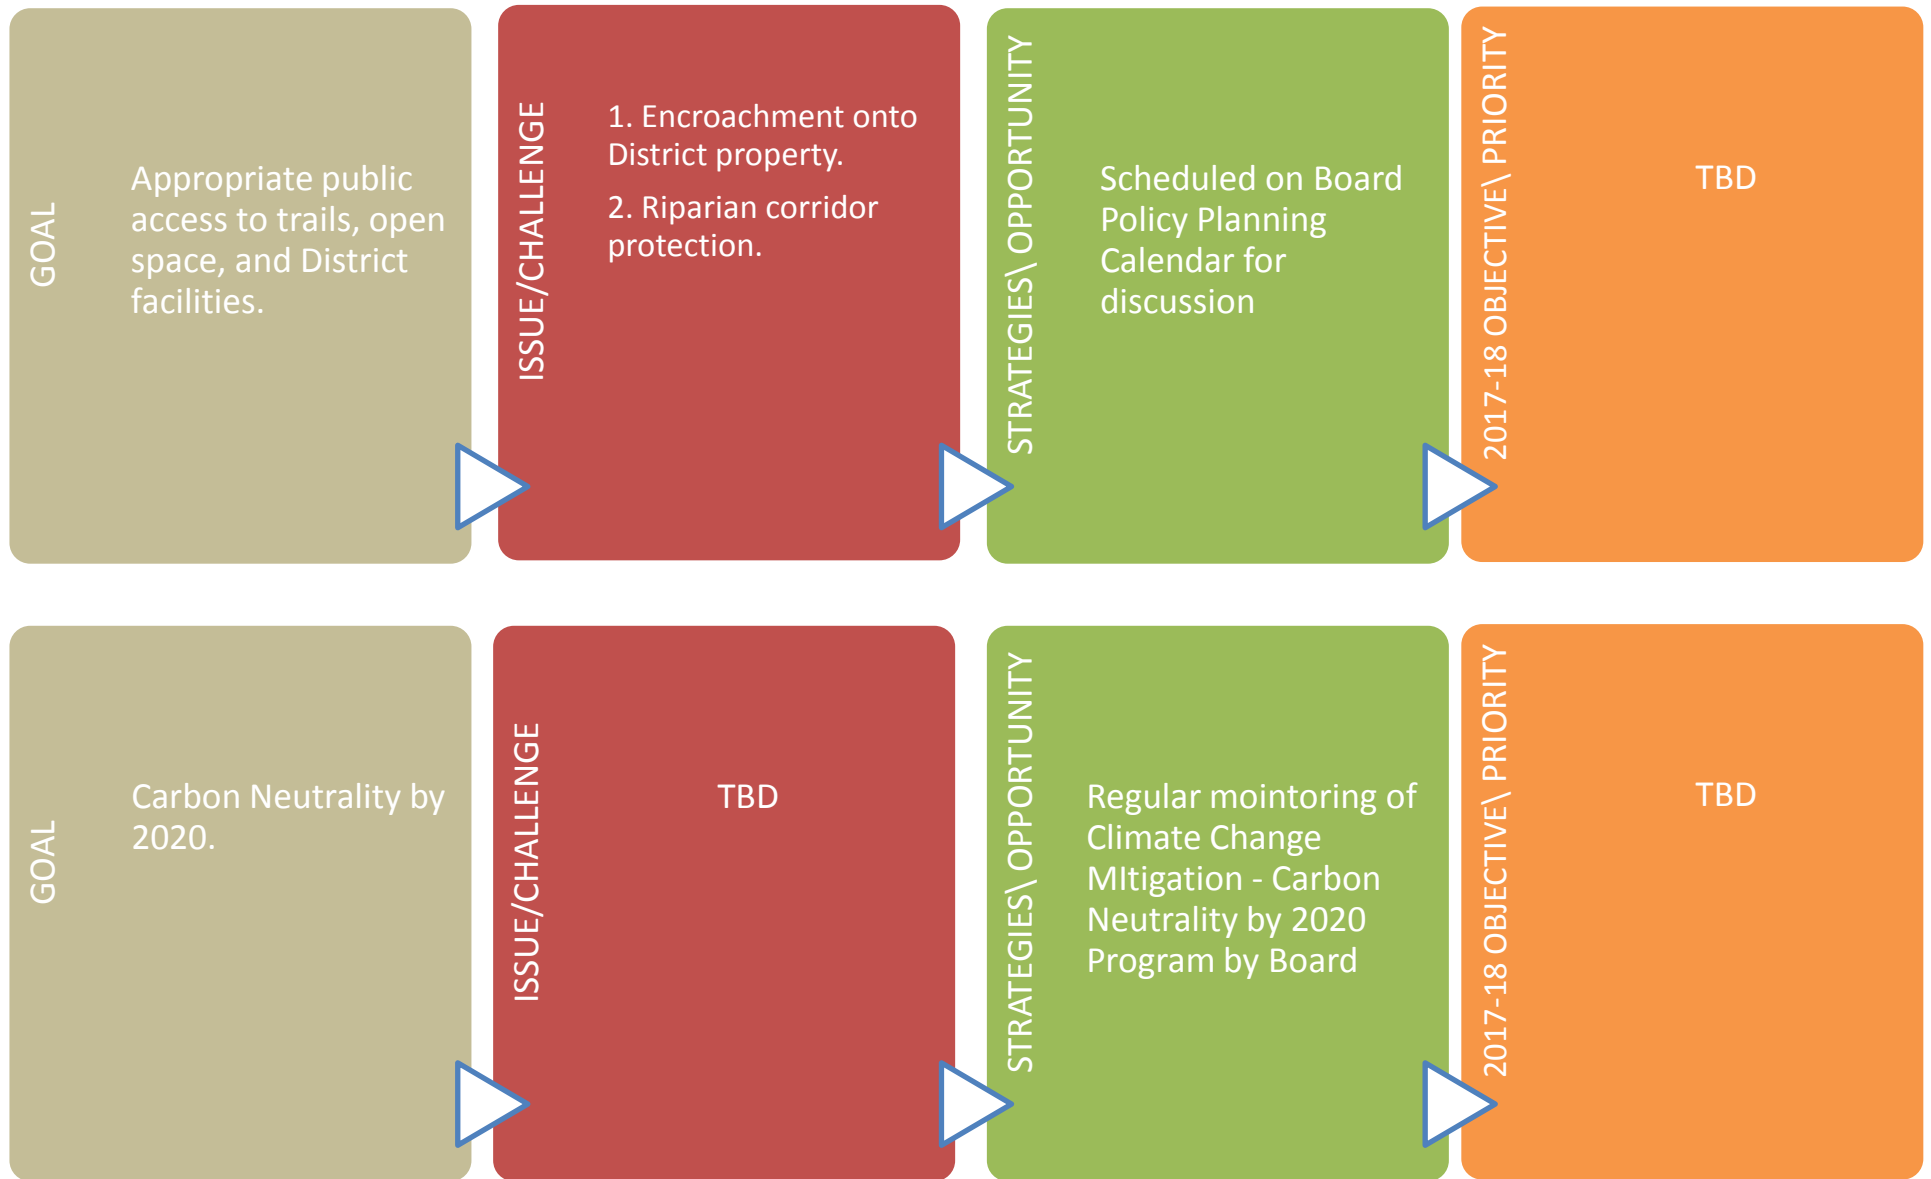 GOAL
Appropriate public
access to trails, open
space, and District
facilities.
ISSUE/CHALLENGE
1. Encroachment onto
District property.
2. Riparian corridor
protection.
STRATEGIES\ OPPORTUNITY
Scheduled on Board
Policy Planning
Calendar for
discussion
2017-18 OBJECTIVE\ PRIORITY
TBD
GOAL
Carbon Neutrality by
2020.
ISSUE/CHALLENGE
TBD
STRATEGIES\ OPPORTUNITY
Regular mointoring of
Climate Change
MItigation - Carbon
Neutrality by 2020
Program by Board
2017-18 OBJECTIVE\ PRIORITY
TBD